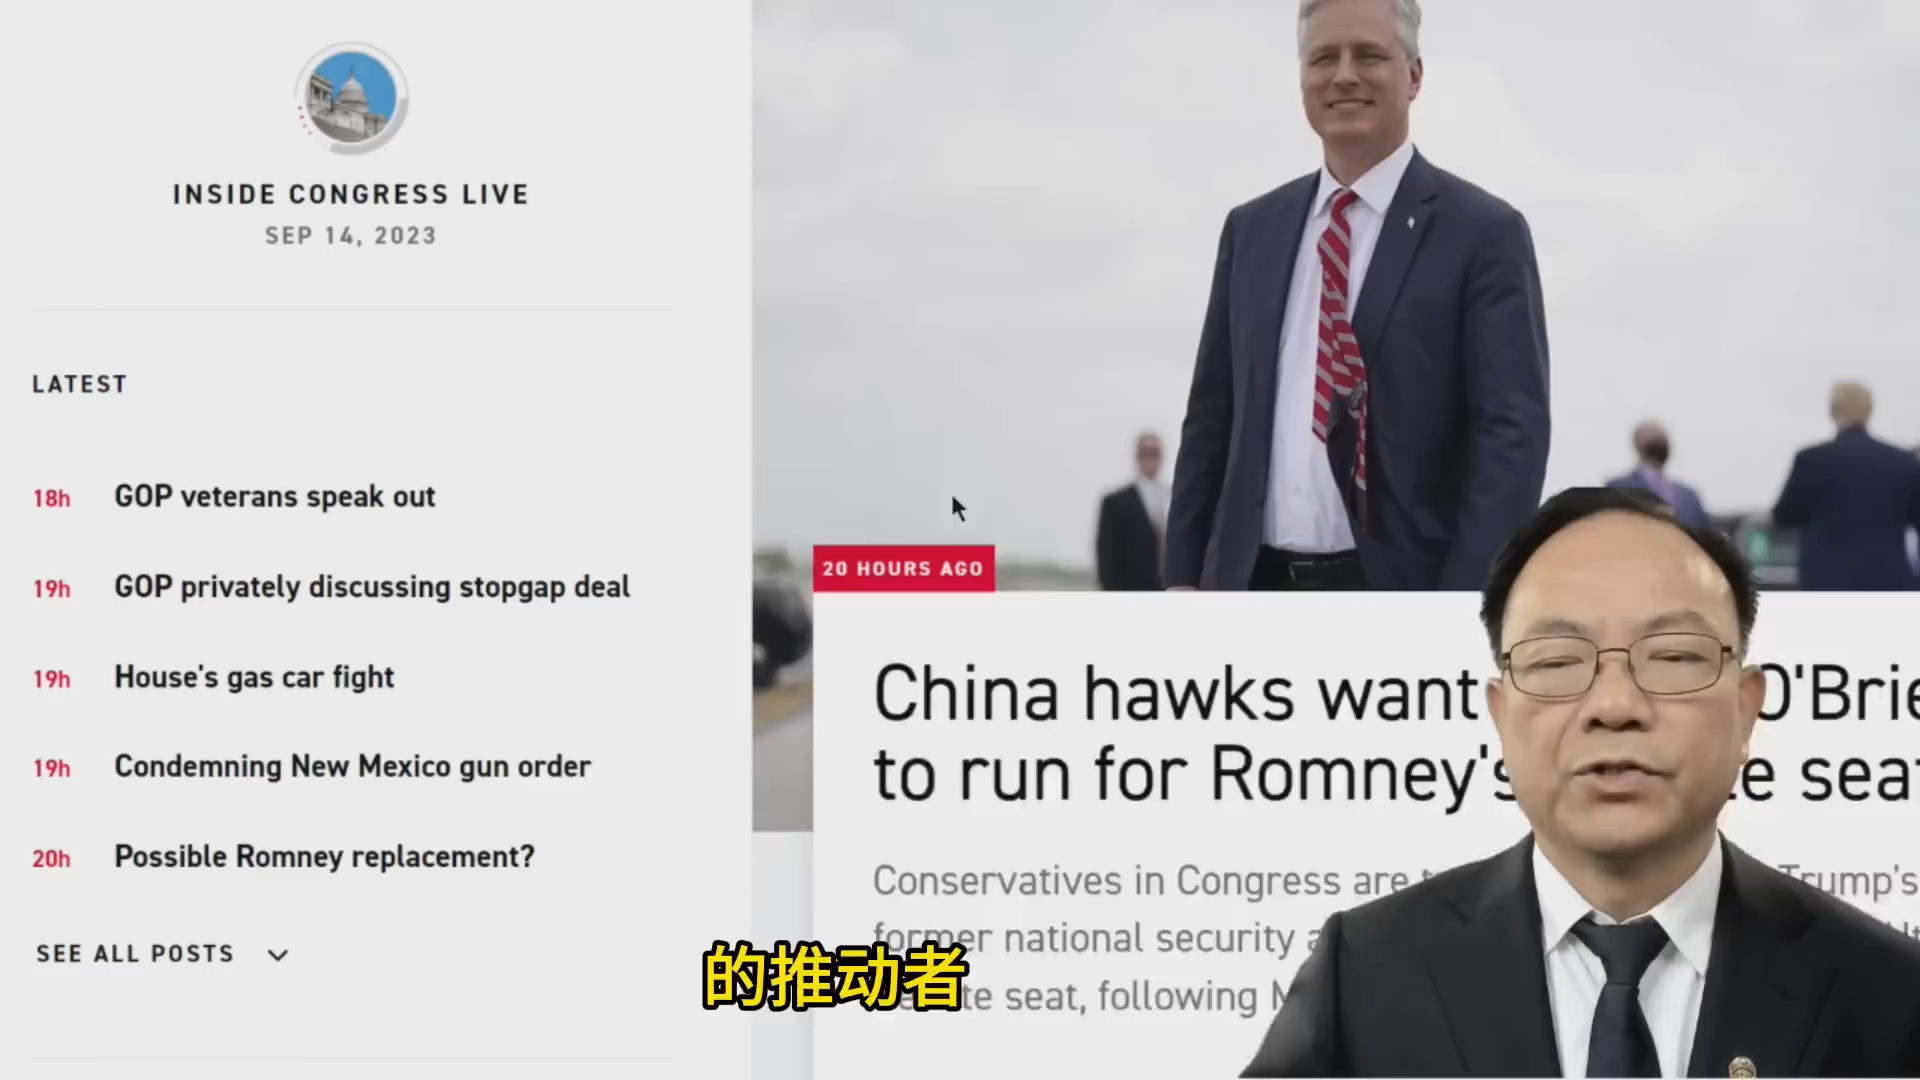 INSIDE CONGRESS LIVE
SEP 14, 2023
LATEST
18h GOP veterans speak out
19h GOP privately discussing stopgap deal
19h House's gas car fight
19h Condemning New Mexico gun order
20h Possible Romney replacement?
SEE ALL POSTS
20 HOURS AGO
China hawks want O'Brie
to run for Romney's seat
Conservatives in Congress are Trump's
former national security
seat, following
的推动者